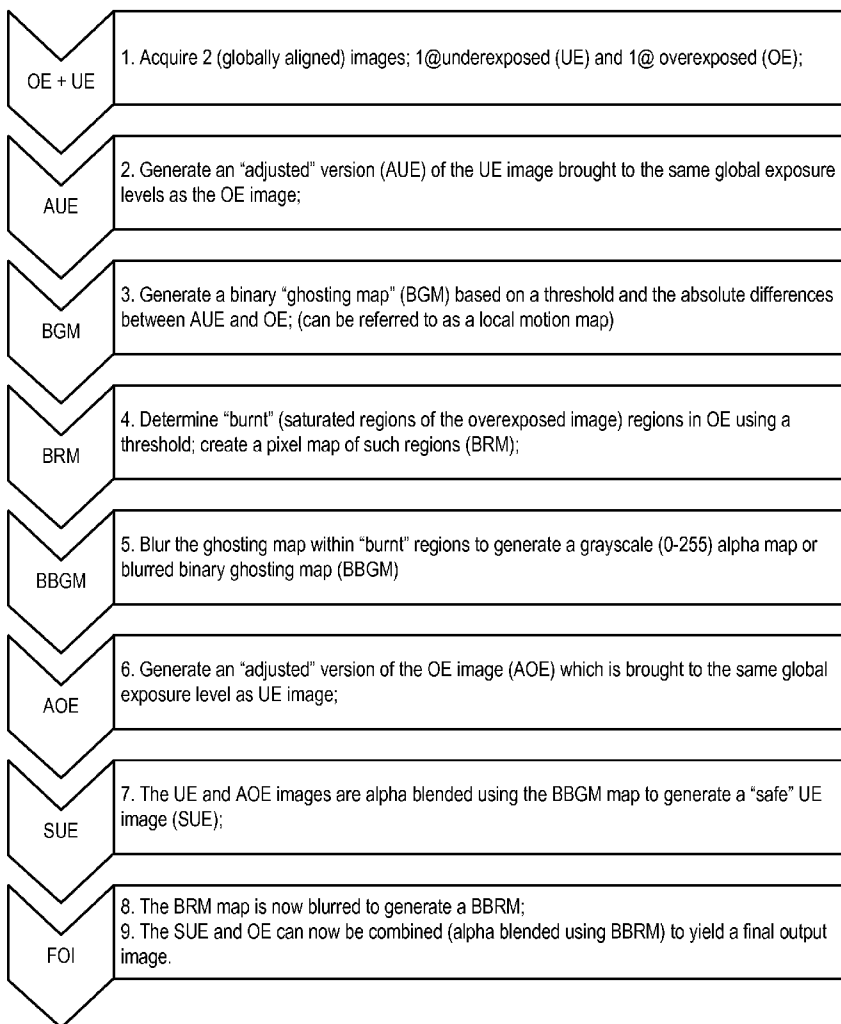 OE + UE
1. Acquire 2 (globally aligned) images; 1@underexposed (UE) and 1@ overexposed (OE);
AUE
2. Generate an “adjusted” version (AUE) of the UE image brought to the same global exposure
levels as the OE image;
BGM
3. Generate a binary “ghosting map” (BGM) based on a threshold and the absolute differences
between AUE and OE; (can be referred to as a local motion map)
BRM
4. Determine “burnt” (saturated regions of the overexposed image) regions in OE using a
threshold; create a pixel map of such regions (BRM);
BBGM
5. Blur the ghosting map within “burnt” regions to generate a grayscale (0-255) alpha map or
blurred binary ghosting map (BBGM)
AOE
6. Generate an “adjusted” version of the OE image (AOE) which is brought to the same global
exposure level as UE image;
SUE
7. The UE and AOE images are alpha blended using the BBGM map to generate a “safe” UE
image (SUE);
FOI
8. The BRM map is now blurred to generate a BBRM;
9. The SUE and OE can now be combined (alpha blended using BBRM) to yield a final output
image.